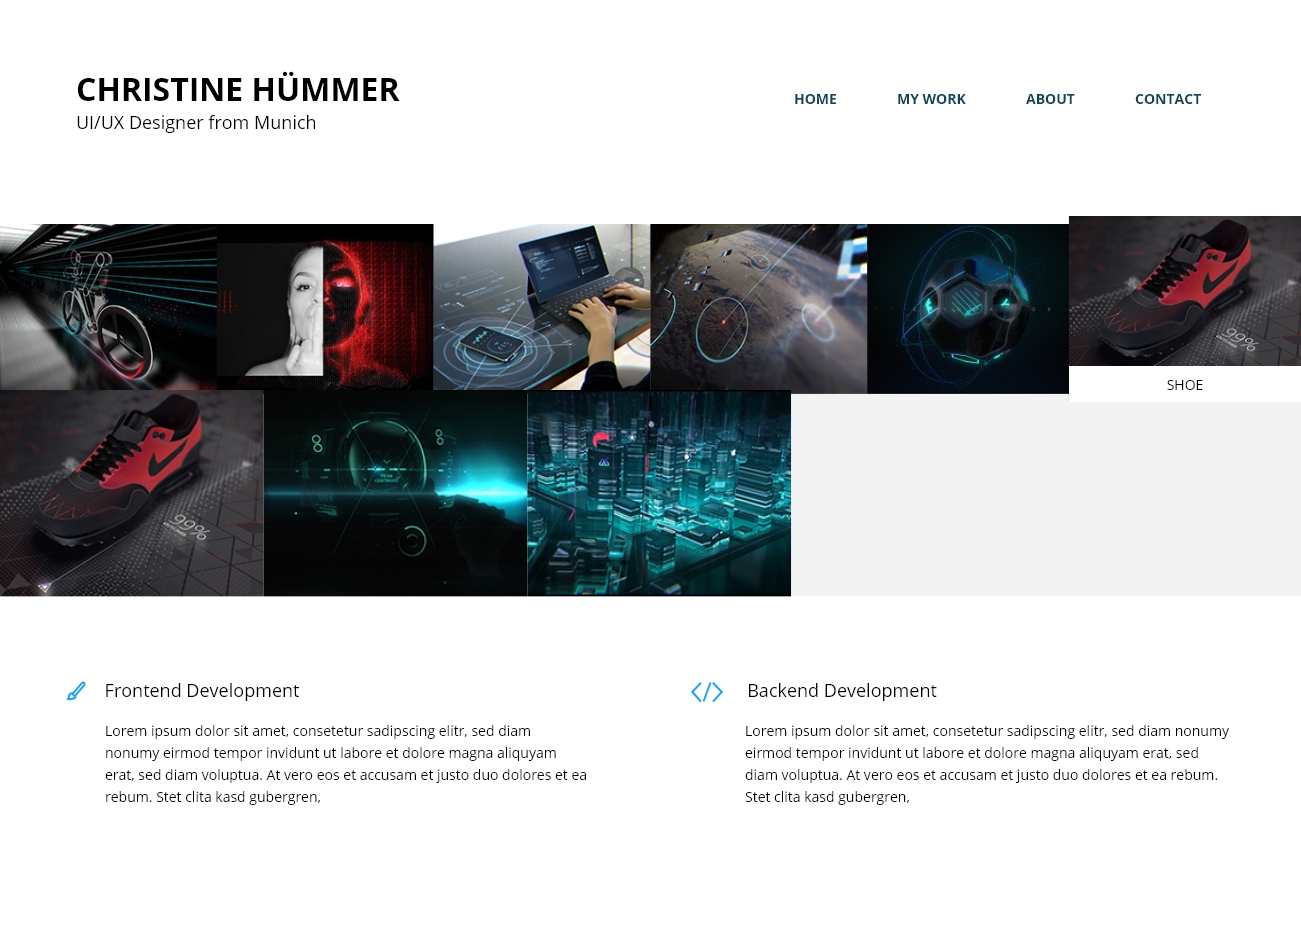 CHRISTINE HÜMMER
UI/UX Designer from Munich
HOME
MY WORK
ABOUT
CONTACT
99%
SHOE
99%
Frontend Development
Lorem ipsum dolor sit amet, consetetur sadipscing elitr, sed diam
nonumy eirmod tempor invidunt ut labore et dolore magna aliquyam
erat, sed diam voluptua. At vero eos et accusam et justo duo dolores et ea
rebum. Stet clita kasd gubergren,
Backend Development
Lorem ipsum dolor sit amet, consetetur sadipscing elitr, sed diam nonumy
eirmod tempor invidunt ut labore et dolore magna aliquyam erat, sed
diam voluptua. At vero eos et accusam et justo duo dolores et ea rebum.
Stet clita kasd gubergren,